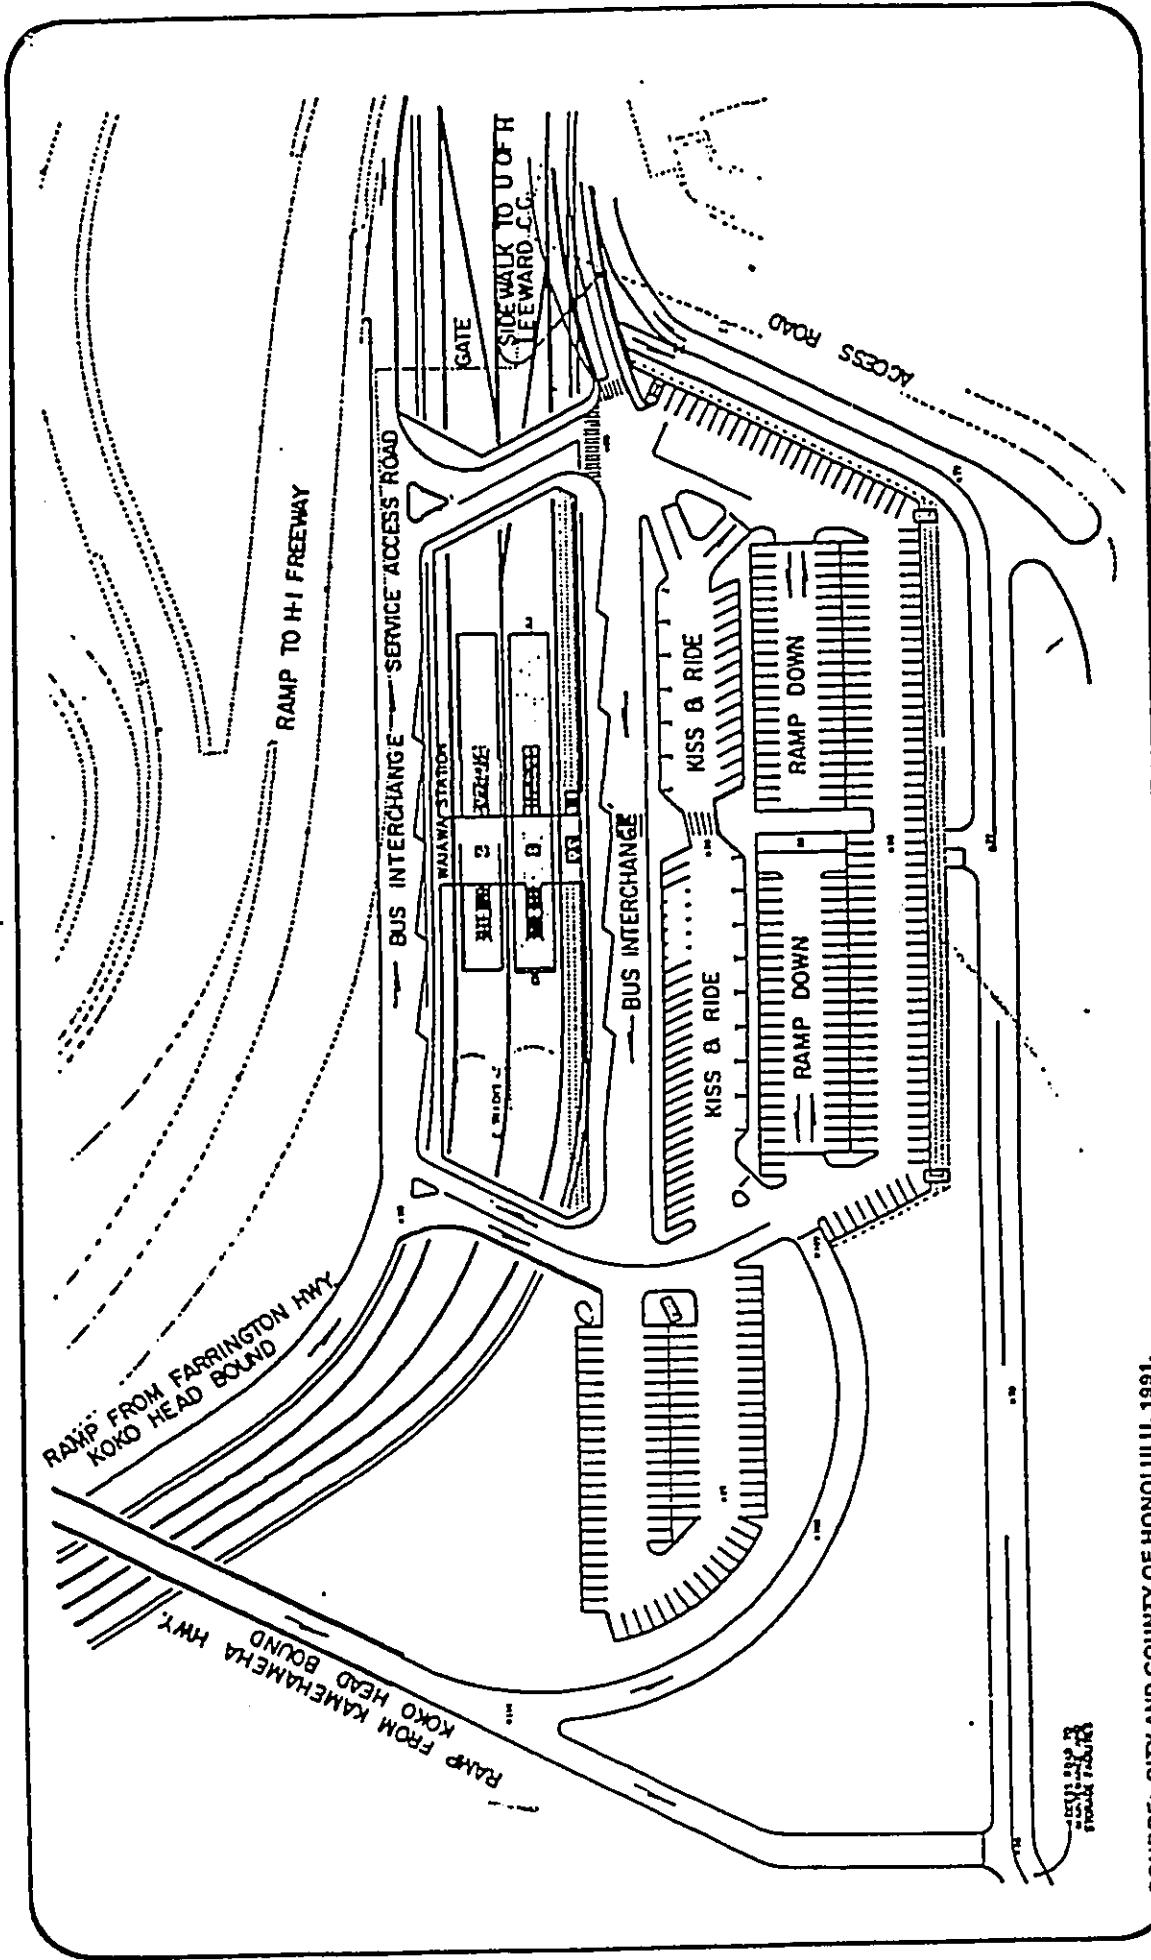 RAMP TO H-1 FREEWAY
GATE
SIDEWALK TO U OF H
LEEWARD C.C.
ACCESS ROAD
BUS INTERCHANGE
SERVICE ACCESS ROAD
WAIAWA STATION
BUS INTERCHANGE
KISS & RIDE
KISS & RIDE
RAMP DOWN
RAMP DOWN
RAMP FROM FARRINGTON HWY.
KOKO HEAD BOUND
RAMP FROM KAMEHAMEHA HWY.
KOKO HEAD BOUND
STORAGE FACILITIES
SOURCE: CITY AND COUNTY OF HONOLULU, 1991.